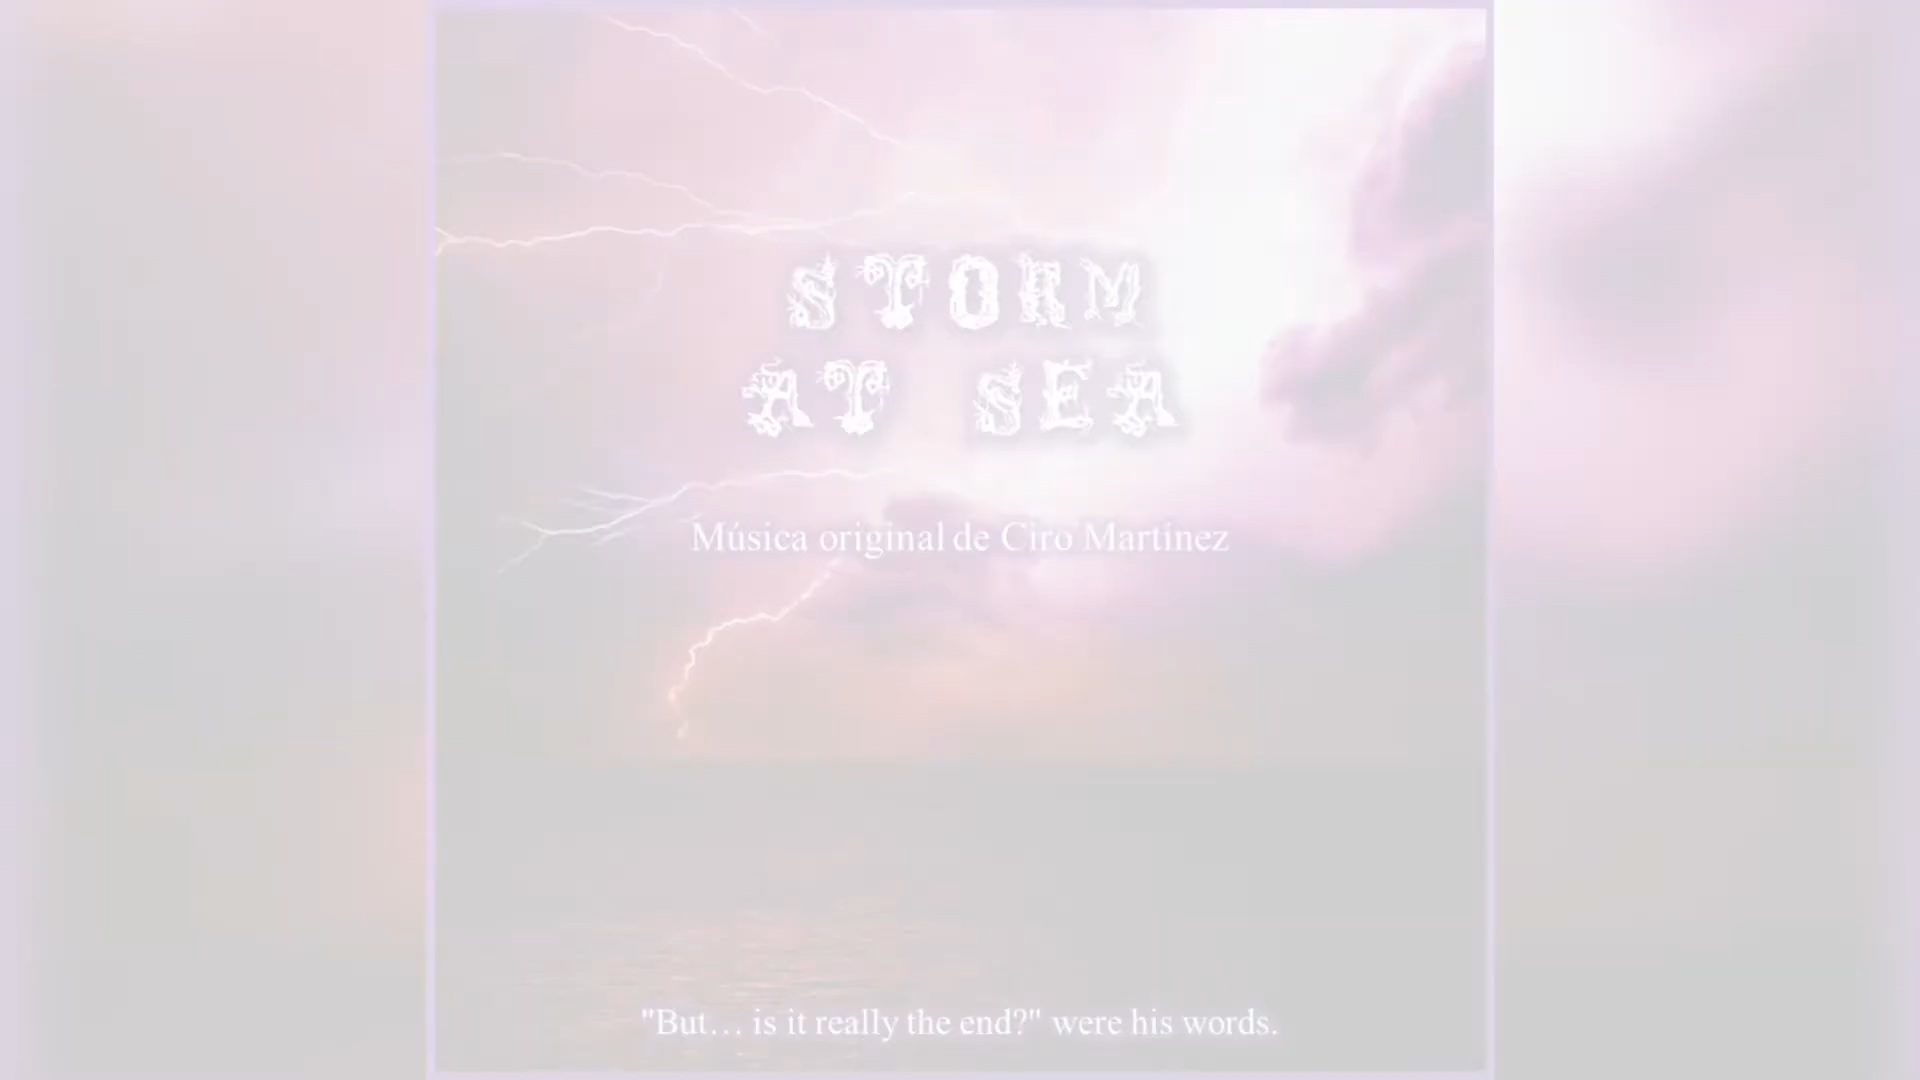 STORM
AT SEA
Música original de Ciro Martínez
"But… is it really the end?" were his words.